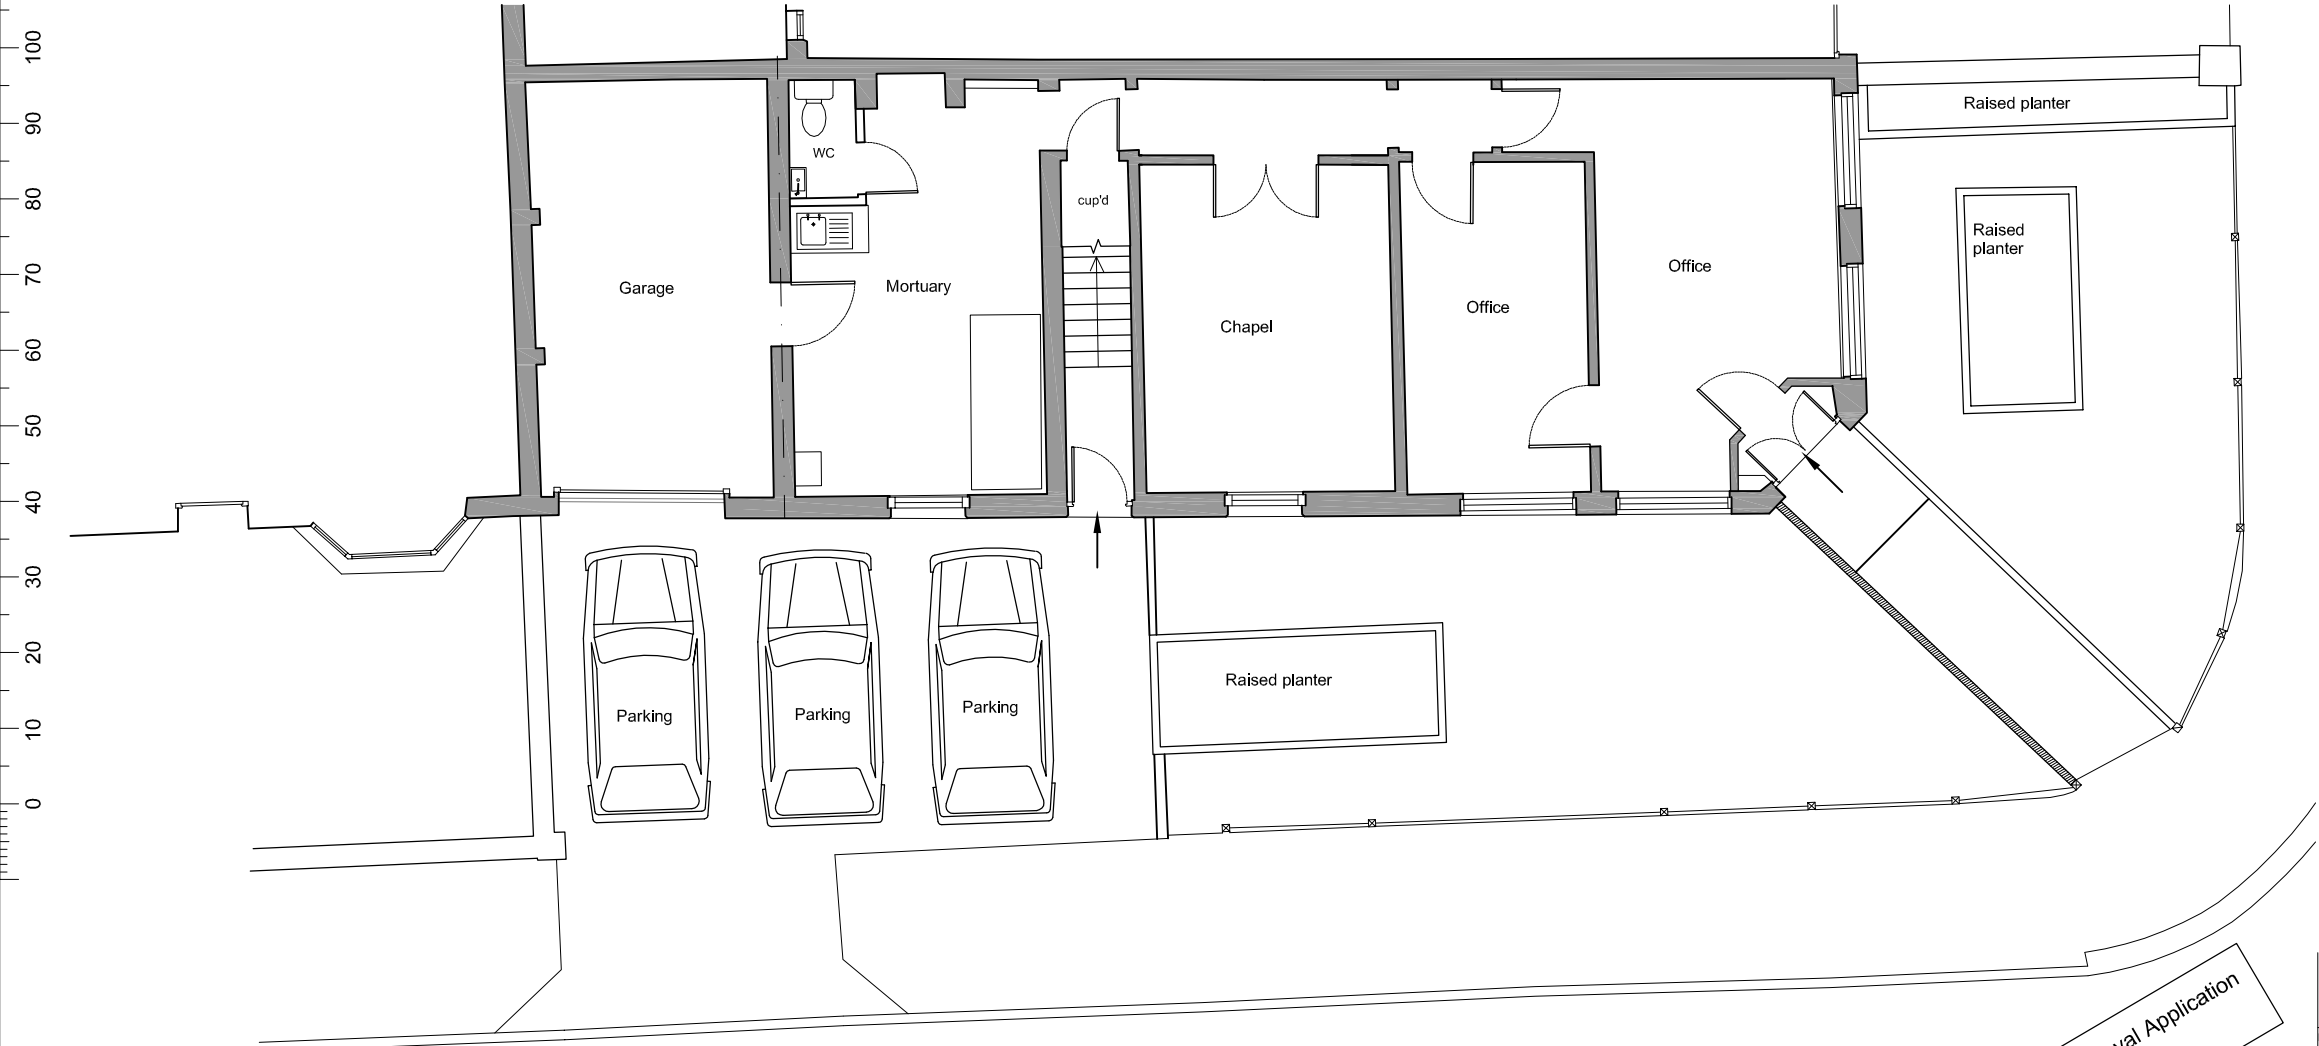 100
90
80
70
60
50
40
30
20
10
0
Raised planter
WC
cup'd
Raised
planter
Garage
Mortuary
Chapel
Office
Office
Parking
Parking
Parking
Raised planter
Application